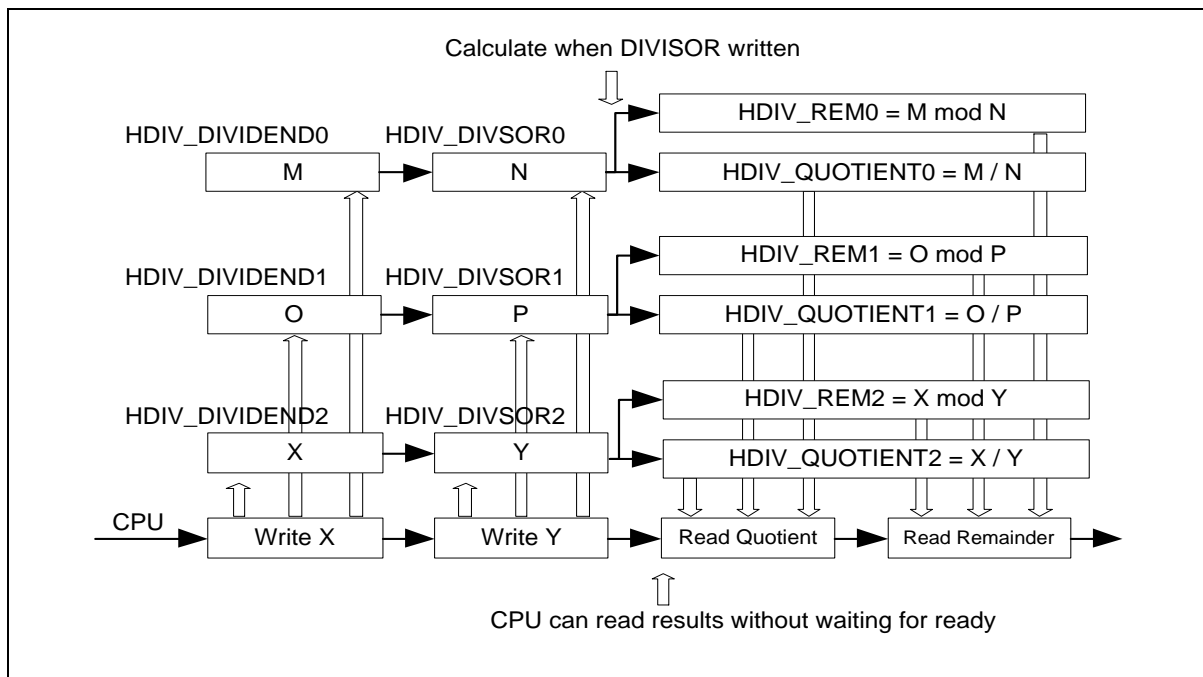 Calculate when DIVISOR written
HDIV_REM0 = M mod N
HDIV_DIVIDEND0
HDIV_DIVSOR0
M
N
HDIV_QUOTIENT0 = M / N
HDIV_REM1 = O mod P
HDIV_DIVIDEND1
HDIV_DIVSOR1
O
P
HDIV_QUOTIENT1 = O / P
HDIV_REM2 = X mod Y
HDIV_DIVIDEND2
HDIV_DIVSOR2
X
Y
HDIV_QUOTIENT2 = X / Y
CPU
Write X
Write Y
Read Quotient
Read Remainder
CPU can read results without waiting for ready